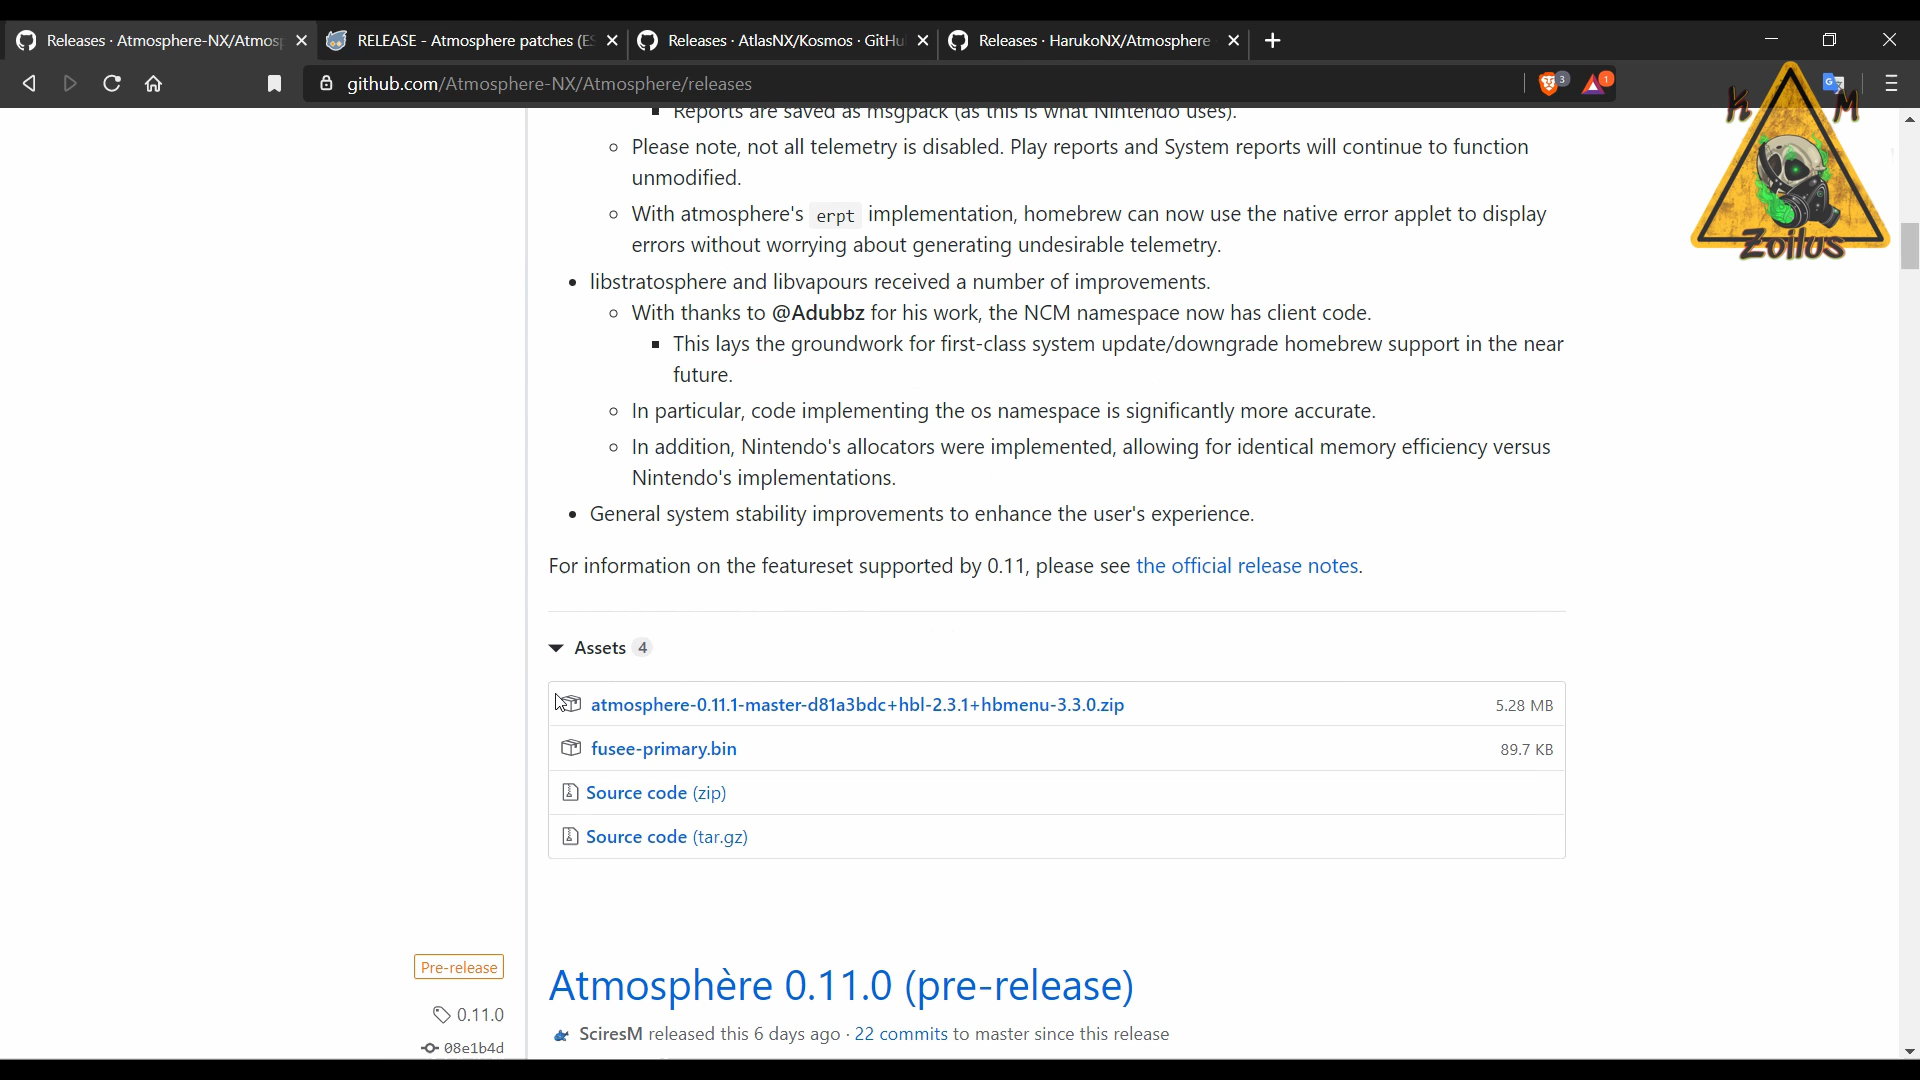 Releases · Atmosphere-NX/Atmosp
RELEASE - Atmosphere patches (ES
Releases · AtlasNX/Kosmos · GitHu
Releases · HarukoNX/Atmosphere
github.com/Atmosphere-NX/Atmosphere/releases
3
1
K M
Zoilus
Reports are saved as msgpack (as this is what Nintendo uses).
Please note, not all telemetry is disabled. Play reports and System reports will continue to function
unmodified.
With atmosphere's erpt implementation, homebrew can now use the native error applet to display
errors without worrying about generating undesirable telemetry.
libstratosphere and libvapours received a number of improvements.
With thanks to @Adubbz for his work, the NCM namespace now has client code.
This lays the groundwork for first-class system update/downgrade homebrew support in the near
future.
In particular, code implementing the os namespace is significantly more accurate.
In addition, Nintendo's allocators were implemented, allowing for identical memory efficiency versus
Nintendo's implementations.
General system stability improvements to enhance the user's experience.
For information on the featureset supported by 0.11, please see the official release notes.
Assets 4
atmosphere-0.11.1-master-d81a3bdc+hbl-2.3.1+hbmenu-3.3.0.zip 5.28 MB
fusee-primary.bin 89.7 KB
Source code (zip)
Source code (tar.gz)
Pre-release
0.11.0
08e1b4d
Atmosphère 0.11.0 (pre-release)
SciresM released this 6 days ago · 22 commits to master since this release